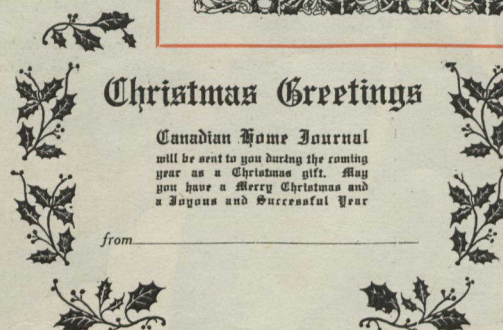 Christmas Greetings
Canadian Home Journal
will be sent to you during the coming
year as a Christmas gift. May
you have a Merry Christmas and
a Joyous and Successful Year
from